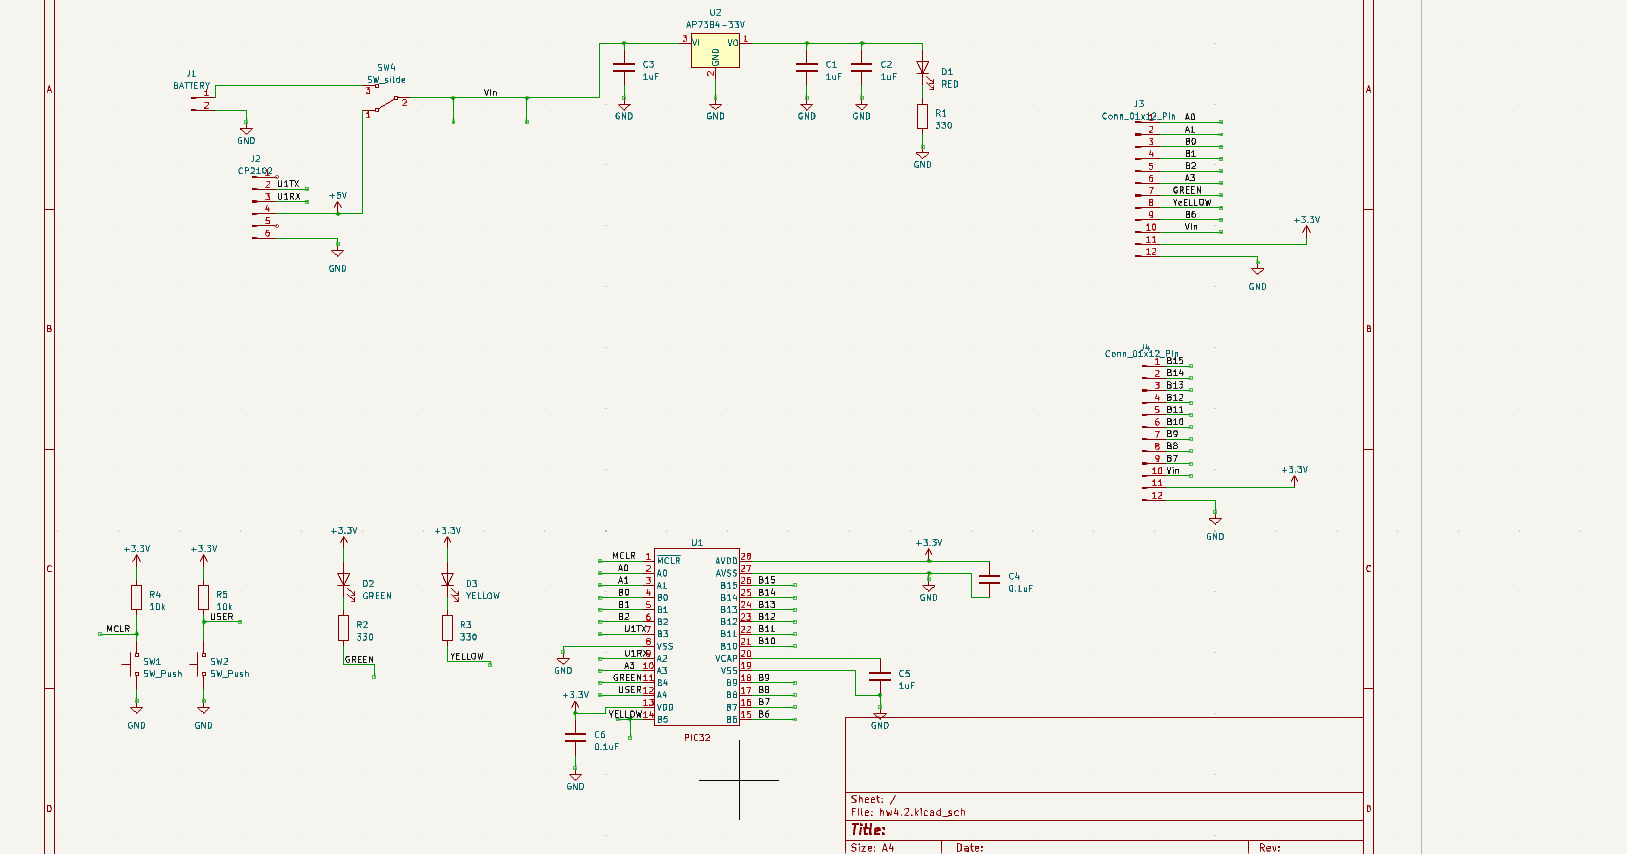 U2
AP7384-33V
3 VI VO 1
GND
2
GND
C3
1uF
GND
C1
1uF
C2
1uF
D1
RED
R1
330
GND
J1
BATTERY
1
2
GND
SW4
SW_silde
3
2
1
Vin
J2
CP2102
1
2 U1TX
3 U1RX
4
5
6
+5V
GND
J3
Conn_01x12_Pin
1 A0
2 A1
3 B0
4 B1
5 B2
6 A3
7 GREEN
8 YeELLOW
9 B6
10 Vin
11
12
+3.3V
GND
J4
Conn_01x12_Pin
1 B15
2 B14
3 B13
4 B12
5 B11
6 B10
7 B9
8 B8
9 B7
10 Vin
11
12
+3.3V
GND
+3.3V
R4
10k
MCLR
SW1
SW_Push
GND
+3.3V
R5
10k
USER
SW2
SW_Push
GND
+3.3V
D2
GREEN
R2
330
GREEN
+3.3V
D3
YELLOW
R3
33o
YELLOW
U1
MCLR 1 MCLR
A0 2 A0
A1 3 A1
B0 4 B0
B1 5 B1
B2 6 B2
U1TX 7 B3
8 VSS
U1RX 9 A2
A3 10 A3
GREEN 11 B4
USER 12 A4
13 VDD
YELLOW 14 B5
AVDD 28
AVSS 27
B15 26 B15
B14 25 B14
B13 24 B13
B12 23 B12
B11 22 B11
B10 21 B10
VCAP 20
VSS 19
B9 18 B9
B8 17 B8
B7 16 B7
B6 15 B6
PIC32
GND
+3.3V
C6
0.1uF
GND
+3.3V
GND
C4
0.1uF
C5
1uF
GND
A
B
C
D
A
B
C
D
Sheet: /
File: hw4.2.kicad_sch
Title:
Size: A4
Date:
Rev: